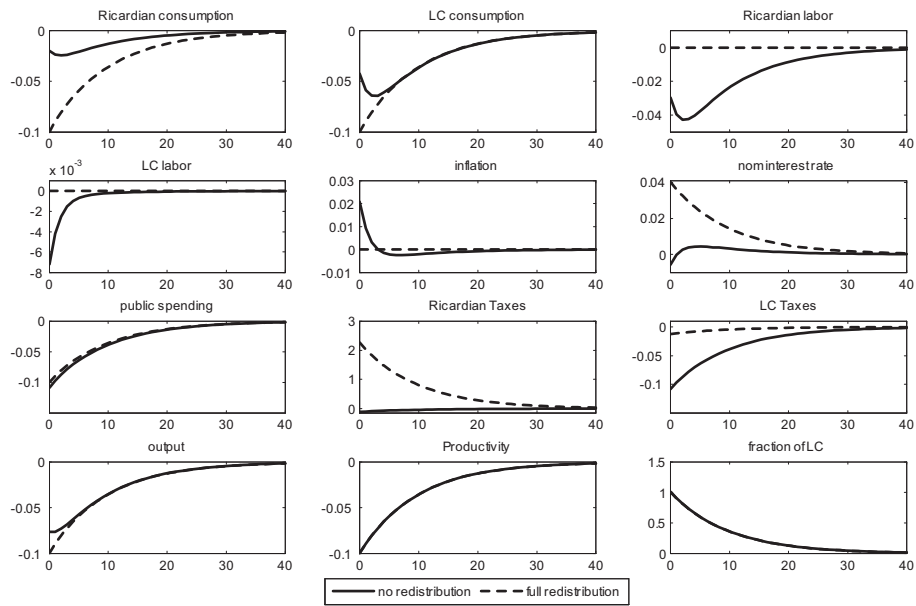 Ricardian consumption
0
-0.05
-0.1
0 10 20 30 40
LC consumption
0
-0.05
-0.1
0 10 20 30 40
Ricardian labor
0
-0.02
-0.04
0 10 20 30 40
LC labor
x 10⁻³
0
-2
-4
-6
-8
0 10 20 30 40
inflation
0.03
0.02
0.01
0
-0.01
0 10 20 30 40
nom interest rate
0.04
0.02
0
0 10 20 30 40
public spending
0
-0.05
-0.1
0 10 20 30 40
Ricardian Taxes
3
2
1
0
0 10 20 30 40
LC Taxes
0
-0.05
-0.1
0 10 20 30 40
output
0
-0.05
-0.1
0 10 20 30 40
Productivity
0
-0.05
-0.1
0 10 20 30 40
fraction of LC
1.5
1
0.5
0
0 10 20 30 40
no redistribution full redistribution